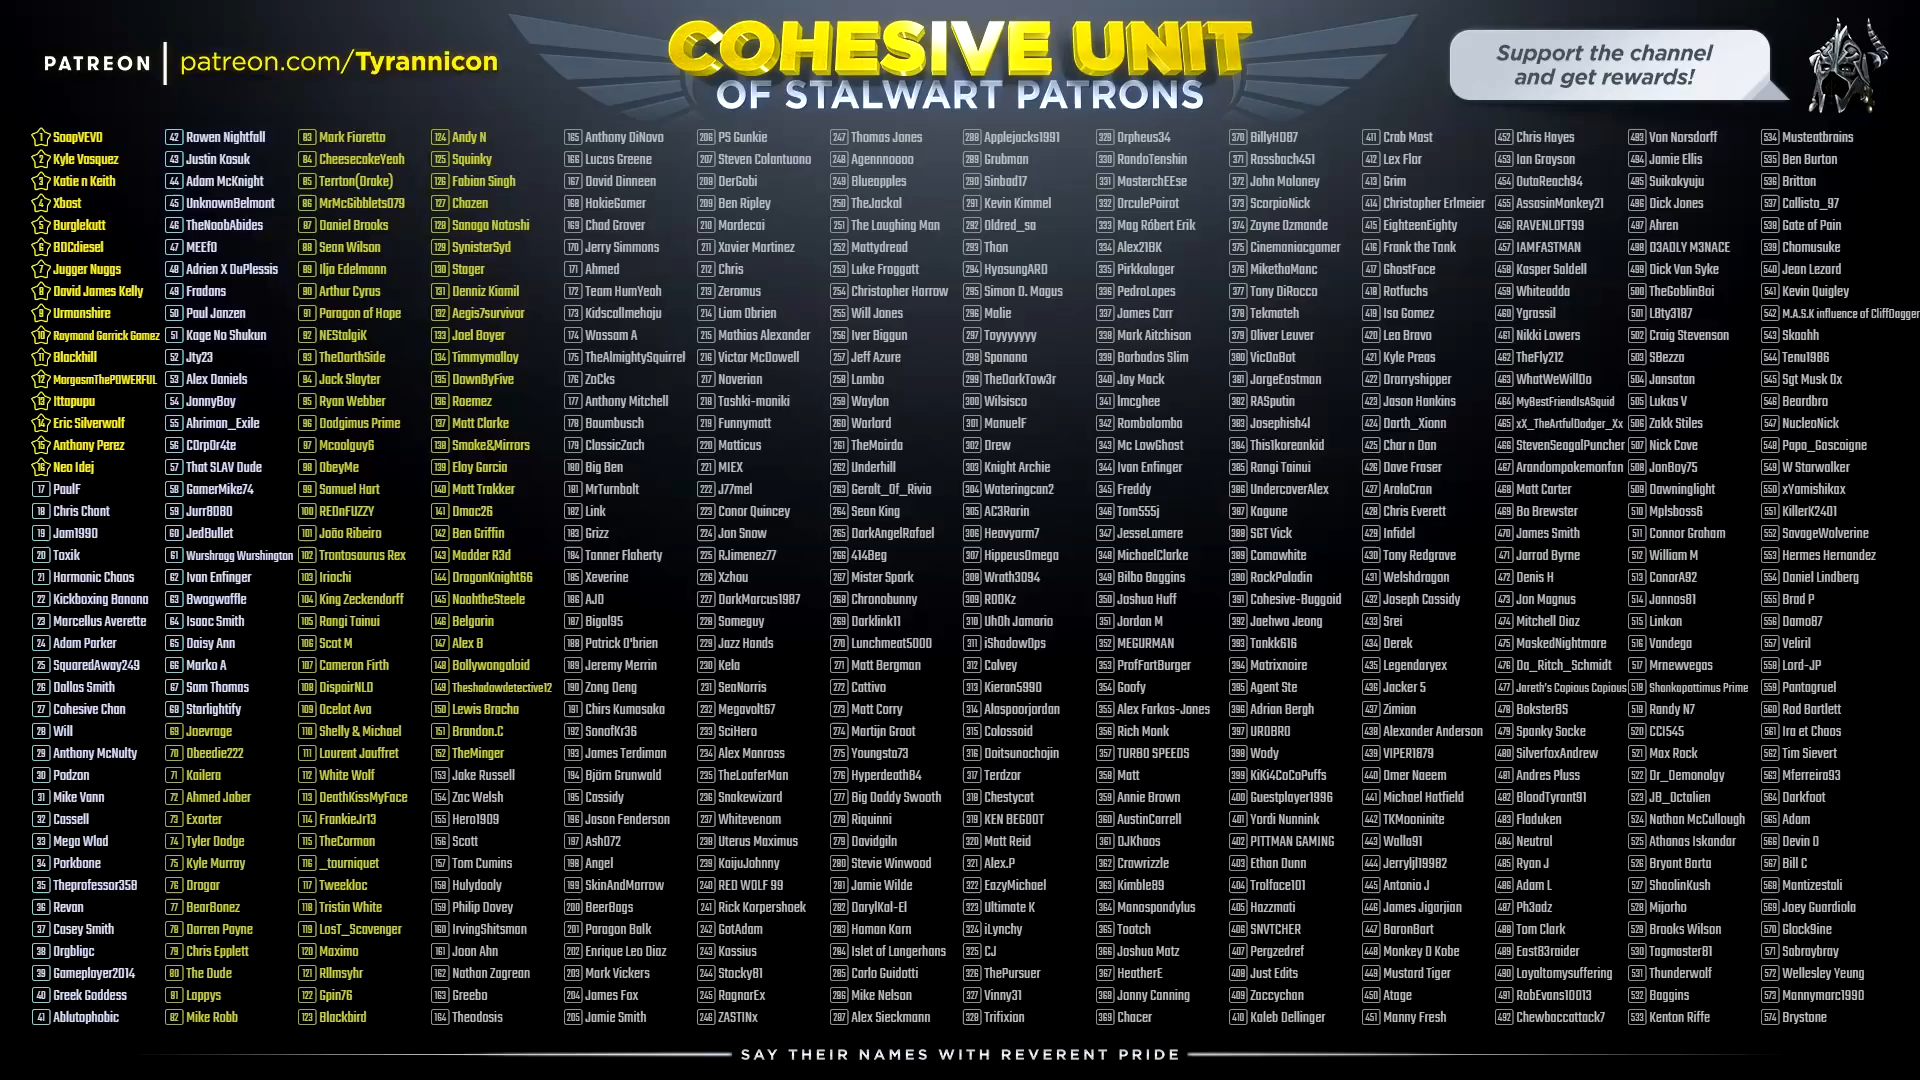 PATREON | patreon.com/Tyrannicon
COHESIVE UNIT
OF STALWART PATRONS
Support the channel
and get rewards!
1 SoapVEVO
2 Kyle Vasquez
3 Katie n Keith
4 Xbost
5 Burglekutt
6 BDCdiesel
7 Jugger Nuggs
8 David James Kelly
9 Urmanshire
10 Raymond Garrick Gamez
11 Blackhill
12 MorgasmThePOWERFUL
13 Ittapupu
14 Eric Silverwolf
15 Anthony Perez
16 Neo Idej
17 PaulF
18 Chris Chant
19 Jam1990
20 Toxik
21 Harmonic Chaos
22 Kickboxing Banana
23 Marcellus Averette
24 Adam Parker
25 SquaredAway249
26 Dallas Smith
27 Cohesive Chan
28 Will
29 Anthony McNulty
30 Podzon
31 Mike Vann
32 Cassell
33 Mega Wlad
34 Porkbone
35 Theprofessor358
36 Revan
37 Casey Smith
38 Orgbligc
39 Gameplayer2014
40 Greek Goddess
41 Ablutophobic
42 Rowen Nightfall
43 Justin Kosuk
44 Adam McKnight
45 UnknownBelmont
46 TheNoobAbides
47 MEEfO
48 Adrien X DuPlessis
49 Fradans
50 Paul Janzen
51 Kage No Shukun
52 Jty23
53 Alex Daniels
54 JonnyBoy
55 Ahriman_Exile
56 C0rp0r4te
57 That SLAV Dude
58 GamerMike74
59 Jurr8080
60 JedBullet
61 Wurshragg Wurshington
62 Ivan Enfinger
63 Bwagwaffle
64 Isaac Smith
65 Daisy Ann
66 Marko A
67 Sam Thomas
68 Starlightify
69 Joevrage
70 Obeedie222
71 Kailera
72 Ahmed Jaber
73 Exarter
74 Tyler Dodge
75 Kyle Murray
76 Drogar
77 BearBonez
78 Darren Payne
79 Chris Epplett
80 The Dude
81 Lappys
82 Mike Robb
83 Mark Fioretto
84 CheesecakeYeah
85 Terrton(Drake)
86 MrMcGibblets079
87 Daniel Brooks
88 Sean Wilson
89 Ilja Edelmann
90 Arthur Cyrus
91 Paragon of Hope
92 NEStalgiK
93 TheDarthSide
94 Jack Slayter
95 Ryan Webber
96 Dodgimus Prime
97 Mcoolguy6
98 ObeyMe
99 Samuel Hart
100 REDnFUZZY
101 João Ribeiro
102 Trontosaurus Rex
103 Iriochi
104 King Zeckendorff
105 Rangi Tainui
106 Scot M
107 Cameron Firth
108 DispairNLD
109 Ocelot Ava
110 Shelly & Michael
111 Laurent Jauffret
112 White Wolf
113 DeathKissMyFace
114 FrankieJr13
115 TheCorman
116 _tourniquet
117 Tweekloc
118 Tristin White
119 LosT_Scavenger
120 Maximo
121 Rllmsyhr
122 Gpin76
123 Blackbird
124 Andy N
125 Squinky
126 Fabian Singh
127 Chazen
128 Sonoga Notoshi
129 SynisterSyd
130 Stager
131 Denniz Kiamil
132 Aegis7survivor
133 Joel Boyer
134 Timmymalloy
135 DawnByFive
136 Roemez
137 Matt Clarke
138 Smoke&Mirrors
139 Eloy Garcia
140 Matt Trakker
141 Omac26
142 Ben Griffin
143 Madder R3d
144 DragonKnight66
145 NoahtheSteele
146 Belgarin
147 Alex B
148 Bollywongaloid
149 Theshadowdetective12
150 Lewis Bracha
151 Brandon.C
152 TheMinger
153 Jake Russell
154 Zac Welsh
155 Hero1909
156 Scott
157 Tom Cumins
158 Hulydooly
159 Philip Dovey
160 IrvingShitsman
161 Joan Ahn
162 Nathan Zagrean
163 Greebo
164 Theodosis
165 Anthony DiNovo
166 Lucas Greene
167 David Dinneen
168 HokieGamer
169 Chad Grover
170 Jerry Simmons
171 Ahmed
172 Team HumYeah
173 Kidscallmehoju
174 Wassam A
175 TheAlmightySquirrel
176 ZoCks
177 Anthony Mitchell
178 Baumbusch
179 ClassicZach
180 Big Ben
181 MrTurnbolt
182 Link
183 Grizz
184 Tanner Flaherty
185 Xeverine
186 AJD
187 Bigal95
188 Patrick O'brien
189 Jeremy Merrin
190 Zong Deng
191 Chirs Kumasaka
192 SonofKr36
193 James Terdiman
194 Björn Grunwald
195 Cassidy
196 Jason Fenderson
197 Ash072
198 Angel
199 SkinAndMarrow
200 BeerBags
201 Paragon Balk
202 Enrique Leo Diaz
203 Mark Vickers
204 James Fox
205 Jamie Smith
206 PS Gunkie
207 Steven Colantuono
208 DerGobi
209 Ben Ripley
210 Mordecai
211 Xavier Martinez
212 Chris
213 Zeromus
214 Liam Obrien
215 Mathias Alexander
216 Victor McDowell
217 Noverian
218 Tashki-maniki
219 Funnymatt
220 Matticus
221 MIEX
222 J77mel
223 Conor Quincey
224 Jon Snow
225 RJimenez77
226 Xzhou
227 DarkMarcus1987
228 Someguy
229 Jazz Hands
230 Kela
231 SeaNorris
232 Megavolt67
233 SciHero
234 Alex Manross
235 TheLoaferMan
236 Snakewizard
237 Whitevenom
238 Uterus Maximus
239 KaijuJohnny
240 RED WOLF 99
241 Rick Korpershoek
242 GotAdam
243 Kassius
244 Stocky81
245 RagnarEx
246 ZASTINx
247 Thomas Jones
248 Agennnoooo
249 Blueapples
250 TheJackal
251 The Laughing Man
252 Mattydread
253 Luke Froggatt
254 Christopher Harrow
255 Will Jones
256 Iver Biggun
257 Jeff Azure
258 Lambo
259 Waylon
260 Warlord
261 TheMoirda
262 Underhill
263 Geralt_Of_Rivia
264 Sean King
265 DarkAngelRafael
266 414Beg
267 Mister Spork
268 Chronobunny
269 Darklink11
270 Lunchmeat5000
271 Matt Bergman
272 Cattivo
273 Matt Corry
274 Martijn Groot
275 Youngsta73
276 Hyperdeath84
277 Big Daddy Swooth
278 Riquinni
279 Davidgiln
280 Stevie Winwood
281 Jamie Wilde
282 DarylKal-El
283 Haman Karn
284 Islet of Langerhans
285 Carlo Guidotti
286 Mike Nelson
287 Alex Sieckmann
288 Applejacks1991
289 Grubman
290 Sinbad17
291 Kevin Kimmel
292 Oldred_sa
293 Thon
294 HyosungARD
295 Simon D. Magus
296 Malie
297 Toyyyyyyy
298 Spanana
299 TheDarkTow3r
300 Wilsisco
301 ManuelF
302 Drew
303 Knight Archie
304 Wateringcan2
305 AC3Rarin
306 Heavyarm7
307 HippeusOmega
308 Wrath3094
309 RDDKz
310 UhOh Jamario
311 iShadowOps
312 Calvey
313 Kieran5990
314 Alaspoorjordan
315 Colossoid
316 Daitsunochojin
317 Terdzar
318 Chestycat
319 KEN BEGDOT
320 Matt Reid
321 Alex.P
322 EazyMichael
323 Ultimate K
324 iLynchy
325 CJ
326 ThePursuer
327 Vinny31
328 Trifixion
329 Orpheus34
330 RandoTenshin
331 MasterchEEse
332 OrculePoirot
333 Mag Róbert Erik
334 Alex21BK
335 Pirkkalager
336 PedroLopes
337 James Carr
338 Mark Aitchison
339 Barbados Slim
340 Jay Mack
341 lmcghee
342 Rambolamba
343 Mc LowGhost
344 Ivan Enfinger
345 Freddy
346 Tom555j
347 JesseLamere
348 MichaelClarke
349 Bilbo Baggins
350 Joshua Huff
351 Jordan M
352 MEGURMAN
353 ProfFartBurger
354 Goofy
355 Alex Farkas-Jones
356 Rich Monk
357 TURBO SPEEDS
358 Matt
359 Annie Brown
360 AustinCarrell
361 DJKhaos
362 Crawrizzle
363 Kimble89
364 Manospondylus
365 Tootch
366 Joshua Matz
367 HeatherE
368 Jonny Canning
369 Chacer
370 BillyHD87
371 Rossbach451
372 John Maloney
373 ScorpioNick
374 Zayne Ozmande
375 Cinemaniacgamer
376 MikethaManc
377 Tony DiRocco
378 Tekmateh
379 Oliver Leuver
380 VicDaBat
381 JorgeEastman
382 RASputin
383 Josephish4l
384 This1koreankid
385 Rangi Tainui
386 UndercoverAlex
387 Kagune
388 SGT Vick
389 Comawhite
390 RockPaladin
391 Cohesive-Buggoid
392 Jaehwa Jeong
393 Tankk616
394 Matrixnoire
395 Agent Ste
396 Adrian Bergh
397 UROBRO
398 Wody
399 KiKi4CoCoPuffs
400 Guestplayer1996
401 Yordi Nunnink
402 PITTMAN GAMING
403 Ethan Dunn
404 Trolface101
405 Hazzmati
406 SNVTCHER
407 Pergzedref
408 Just Edits
409 Zaccychan
410 Kaleb Dellinger
411 Crab Mast
412 Lex Flar
413 Grim
414 Christopher Erlmeier
415 EighteenEighty
416 Frank the Tank
417 GhostFace
418 Rotfuchs
419 Isa Gomez
420 Lea Bravo
421 Kyle Preas
422 Drarryshipper
423 Jason Hankins
424 Darth_Xionn
425 Char n Dan
426 Dave Fraser
427 AralaCran
428 Chris Everett
429 Infidel
430 Tony Redgrave
431 Welshdragon
432 Joseph Cassidy
433 Srei
434 Derek
435 Legendaryex
436 Jacker 5
437 Zimian
438 Alexander Anderson
439 VIPER1879
440 Omer Naeem
441 Michael Hatfield
442 TKMooninite
443 Walla91
444 Jerrylj19982
445 Antonia J
446 James Jigarjian
447 BaronBart
448 Monkey D Kobe
449 Mustard Tiger
450 Atage
451 Manny Fresh
452 Chris Hayes
453 Ian Grayson
454 OutaReach94
455 AssasinMonkey21
456 RAVENLOFT99
457 IAMFASTMAN
458 Kasper Saldell
459 Whiteadda
460 Ygrassil
461 Nikki Lowers
462 TheFly212
463 WhatWeWillDo
464 MyBestFriendIsASquid
465 xX_TheArtfulDodger_Xx
466 StevenSeagalPuncher
467 Arandompokemonfan
468 Matt Carter
469 Bo Brewster
470 James Smith
471 Jarrod Byrne
472 Denis H
473 Jon Magnus
474 Mitchell Diaz
475 MaskedNightmare
476 Da_Ritch_Schmidt
477 Jareth's Copious Copious
478 BoksterBS
479 Spanky Socke
480 SilverfoxAndrew
481 Andres Pluss
482 BloodTyrant91
483 Fladuken
484 Neutral
485 Ryan J
486 Adam L
487 Ph3adz
488 Tom Clark
489 East83raider
490 Loyaltomysuffering
491 RobEvans10013
492 Chewbaccattack7
493 Van Norsdorff
494 Jamie Ellis
495 Suikakyuju
496 Dick Jones
497 Ahren
498 D3ADLY M3NACE
499 Dick Van Syke
500 TheGoblinBoi
501 LBty3187
502 Craig Stevenson
503 SBezza
504 Jansatan
505 Lukas V
506 Zakk Stiles
507 Nick Cove
508 JonBoy75
509 Dawninglight
510 Mplsboss6
511 Connor Graham
512 William M
513 ConorA92
514 Jannos81
515 Linkon
516 Vandega
517 Mrnewvegas
518 Shankopotimus Prime
519 Randy N7
520 CCI545
521 Max Rock
522 Dr_Demonolgy
523 JB_Octalien
524 Nathan McCullough
525 Athanas Iskandar
526 Bryant Barta
527 ShaolinKush
528 Mijorho
529 Brooks Wilson
530 Tagmaster81
531 Thunderwolf
532 Baggins
533 Kenton Riffe
534 Musteatbrains
535 Ben Burton
536 Britton
537 Callisto_97
538 Gate of Pain
539 Chomusuke
540 Jean Lezard
541 Kevin Quigley
542 M.A.S.K influence of CliffDagger
543 Skaahh
544 Tenu1986
545 Sgt Musk Ox
546 Beardbro
547 NucleaNick
548 Papa_Gascoigne
549 W Starwalker
550 xYamishikax
551 KillerK2401
552 SavageWolverine
553 Hermes Hernandez
554 Daniel Lindberg
555 Brad P
556 Damo87
557 Veliril
558 Lord-JP
559 Pantagruel
560 Rod Bartlett
561 Ira et Chaos
562 Tim Sievert
563 Mferreira93
564 Darkfoot
565 Adam
566 Devin O
567 Bill C
568 Mantizestali
569 Joey Guardiola
570 Glock9ine
571 Sabraybray
572 Wellesley Yeung
573 Mannymarc1990
574 Brystone
SAY THEIR NAMES WITH REVERENT PRIDE